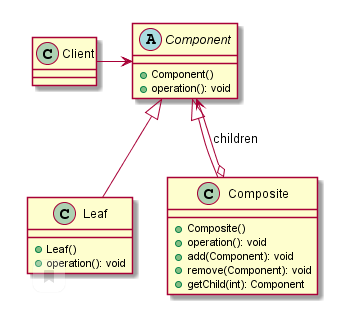 C Client
A Component
Component()
operation(): void
children
C Leaf
Leaf()
operation(): void
C Composite
Composite()
operation(): void
add(Component): void
remove(Component): void
getChild(int): Component